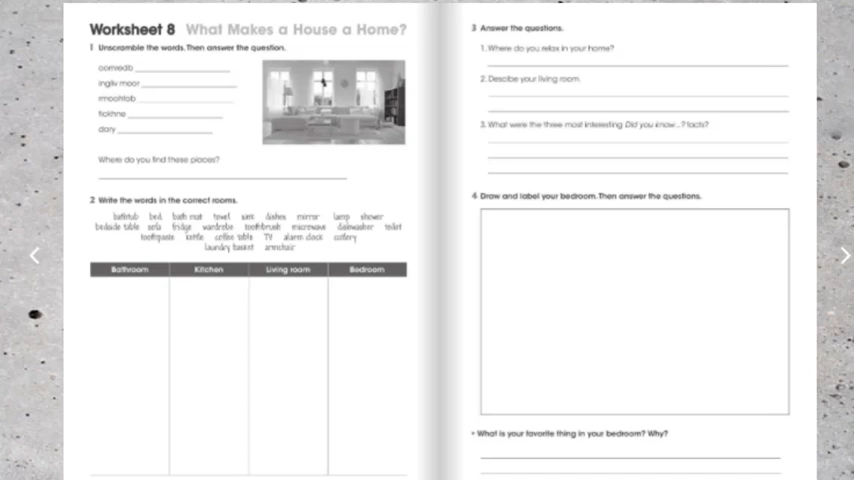 Worksheet 8 What Makes a House a Home?
1 Unscramble the words. Then answer the question.
oomredb
ingliv moor
rmoohtab
tickhne
dary
Where do you find these places?
2 Write the words in the correct rooms.
bathtub bed bath mat towel sink dishes mirror lamp shower
bedside table sofa fridge wardrobe toothbrush microwave dishwasher toilet
toothpaste kettle coffee table TV alarm clock cutlery
laundry basket armchair
Bathroom Kitchen Living room Bedroom
3 Answer the questions.
1. Where do you relax in your home?
2. Describe your living room.
3. What were the three most interesting Did you know...? facts?
4 Draw and label your bedroom. Then answer the questions.
• What is your favorite thing in your bedroom? Why?